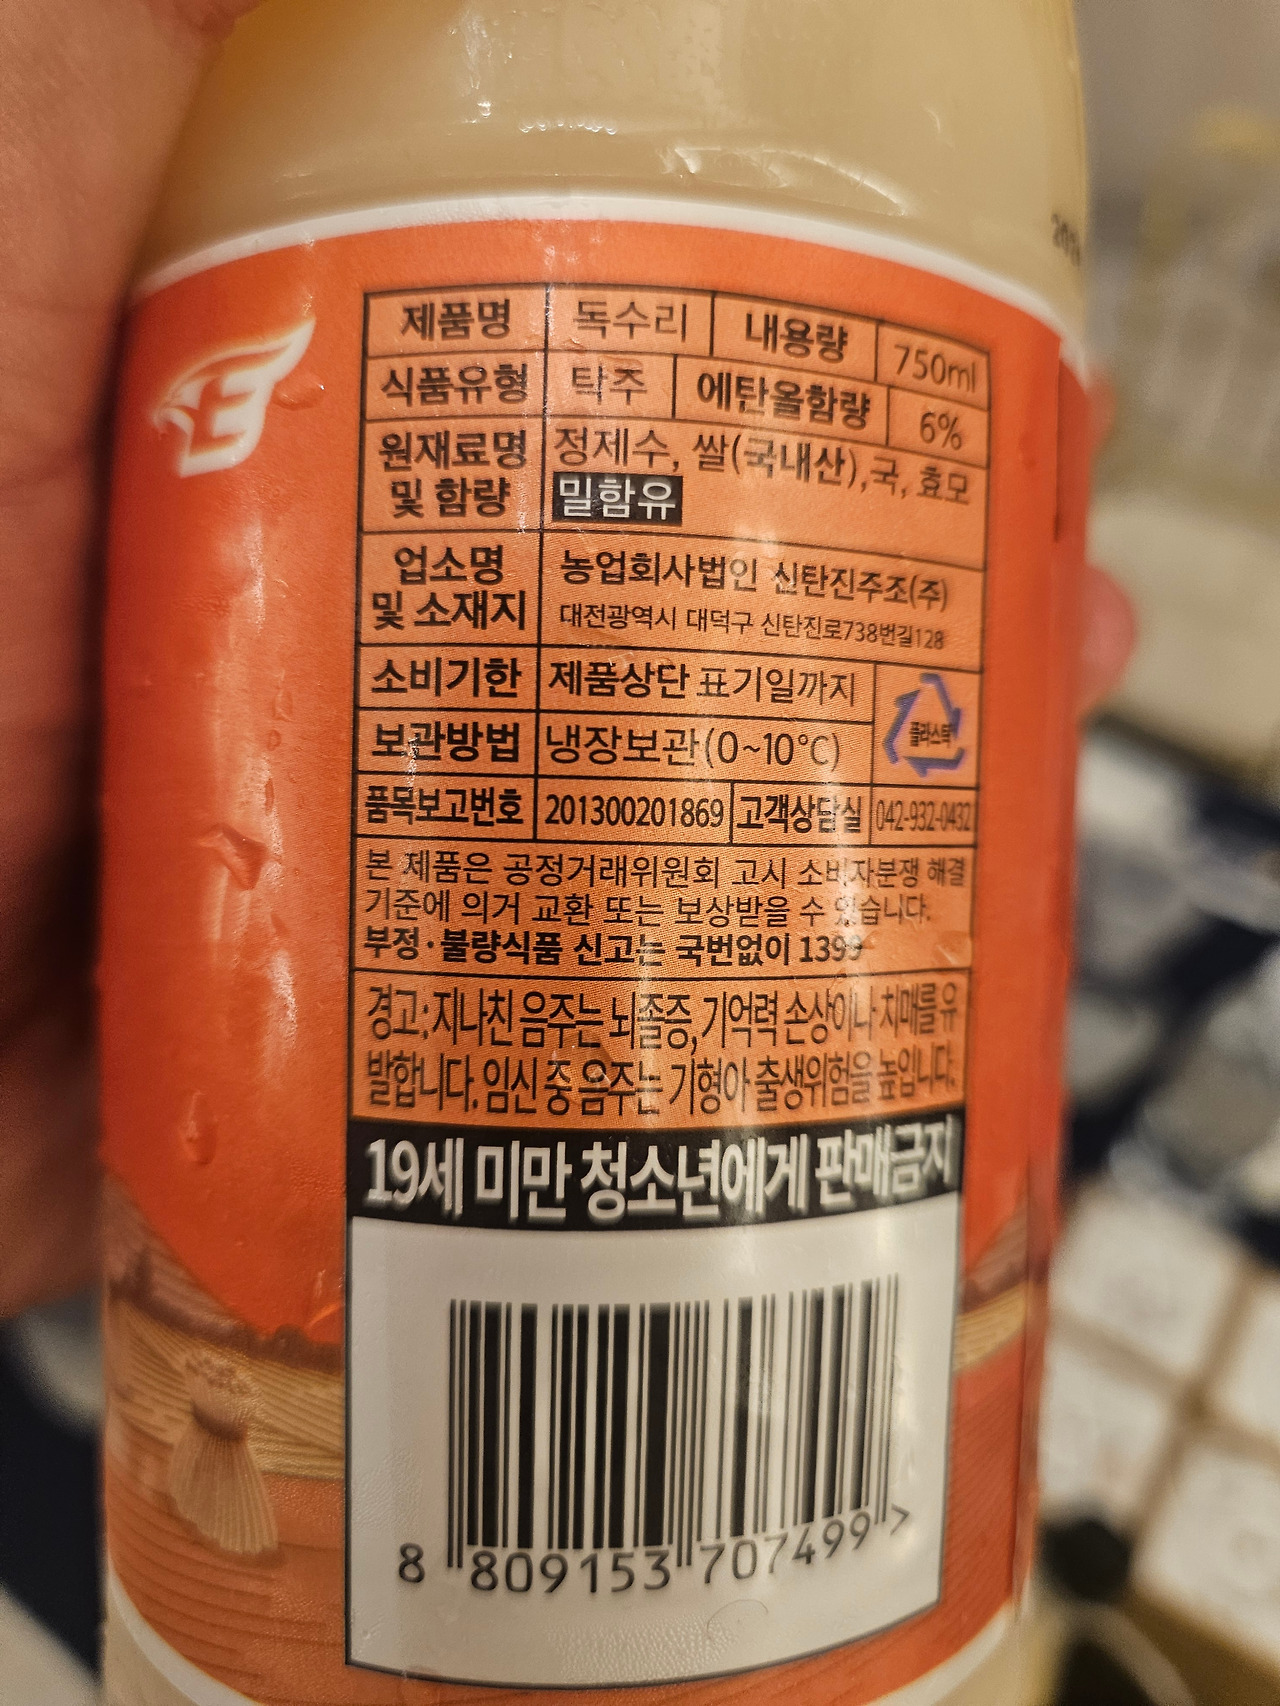 제품명 독수리 내용량 750ml
식품유형 탁주 에탄올함량 6%
원재료명 및 함량 정제수, 쌀(국내산),국, 효모
밀함유
업소명 및 소재지 농업회사법인 신탄진주조(주)
대전광역시 대덕구 신탄진로738번길128
소비기한 제품상단 표기일까지
플라스틱
보관방법 냉장보관(0~10℃)
품목보고번호 201300201869 고객상담실 042-932-0432
본 제품은 공정거래위원회 고시 소비자분쟁 해결
기준에 의거 교환 또는 보상받을 수 있습니다.
부정·불량식품 신고는 국번없이 1399
경고:지나친 음주는 뇌졸증, 기억력 손상이나 치매를 유
발합니다. 임신 중 음주는 기형아 출생위험을 높입니다.
19세 미만 청소년에게 판매금지
8 809153 707499 >